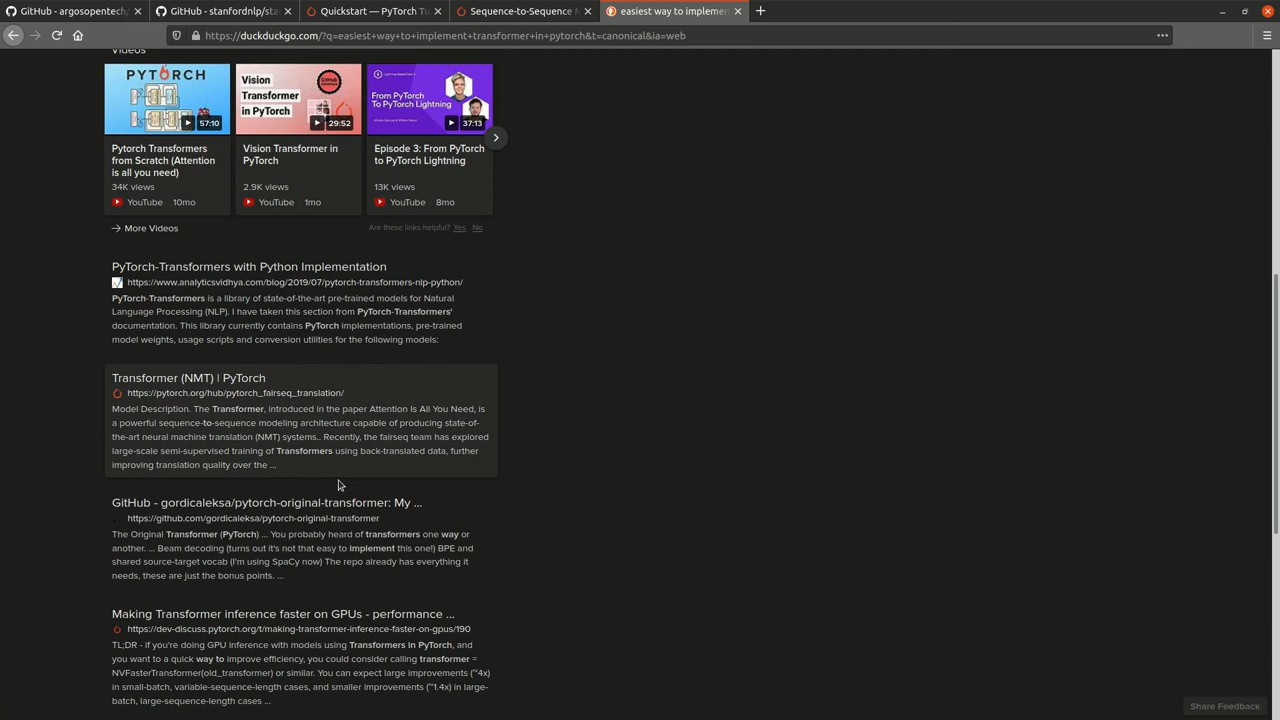 GitHub - argosopentech/
GitHub - stanfordnlp/sta
Quickstart — PyTorch Tu
Sequence-to-Sequence M
easiest way to implemen
https://duckduckgo.com/?q=easiest+way+to+implement+transformer+in+pytorch&t=canonical&ia=web
Videos
PYTORCH
57:10
Vision
Transformer
in PyTorch
29:52
From PyTorch
To PyTorch Lightning
37:13
Pytorch Transformers
from Scratch (Attention
is all you need)
34K views
YouTube 10mo
Vision Transformer in
PyTorch
2.9K views
YouTube 1mo
Episode 3: From PyTorch
to PyTorch Lightning
13K views
YouTube 8mo
More Videos
Are these links helpful? Yes No
PyTorch-Transformers with Python Implementation
https://www.analyticsvidhya.com/blog/2019/07/pytorch-transformers-nlp-python/
PyTorch-Transformers is a library of state-of-the-art pre-trained models for Natural
Language Processing (NLP). I have taken this section from PyTorch-Transformers'
documentation. This library currently contains PyTorch implementations, pre-trained
model weights, usage scripts and conversion utilities for the following models:
Transformer (NMT) | PyTorch
https://pytorch.org/hub/pytorch_fairseq_translation/
Model Description. The Transformer, introduced in the paper Attention Is All You Need, is
a powerful sequence-to-sequence modeling architecture capable of producing state-of-
the-art neural machine translation (NMT) systems.. Recently, the fairseq team has explored
large-scale semi-supervised training of Transformers using back-translated data, further
improving translation quality over the ...
GitHub - gordicaleksa/pytorch-original-transformer: My ...
https://github.com/gordicaleksa/pytorch-original-transformer
The Original Transformer (PyTorch) ... You probably heard of transformers one way or
another. ... Beam decoding (turns out it's not that easy to implement this one!) BPE and
shared source-target vocab (I'm using SpaCy now) The repo already has everything it
needs, these are just the bonus points. ...
Making Transformer inference faster on GPUs - performance ...
https://dev-discuss.pytorch.org/t/making-transformer-inference-faster-on-gpus/190
TL;DR - if you're doing GPU inference with models using Transformers in PyTorch, and
you want to a quick way to improve efficiency, you could consider calling transformer =
NVFasterTransformer(old_transformer) or similar. You can expect large improvements (~4x)
in small-batch, variable-sequence-length cases, and smaller improvements (~1.4x) in large-
batch, large-sequence-length cases ...
Share Feedback